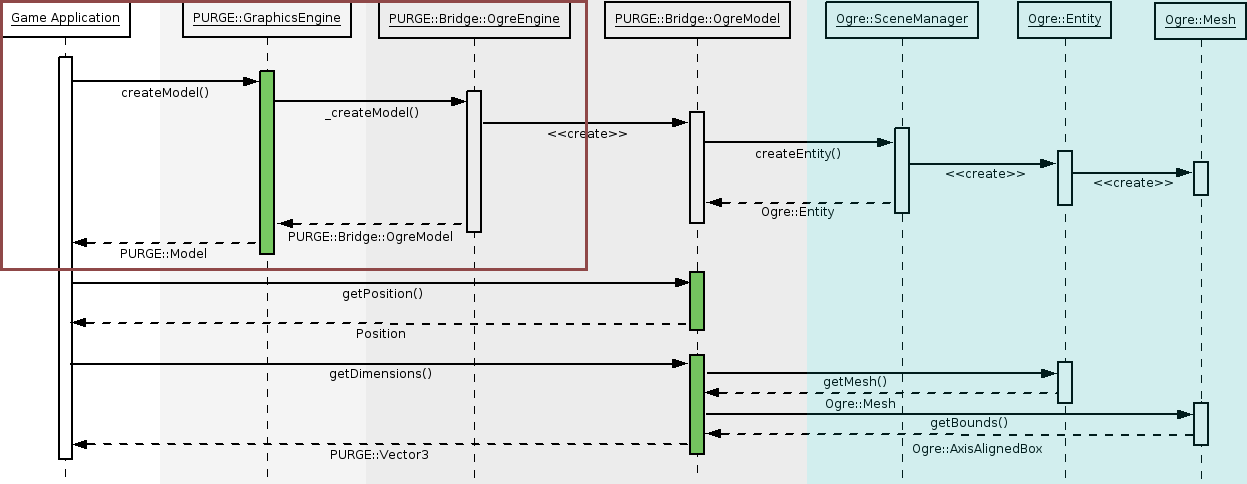 Game Application
PURGE::GraphicsEngine
PURGE::Bridge::OgreEngine
PURGE::Bridge::OgreModel
Ogre::SceneManager
Ogre::Entity
Ogre::Mesh
createModel()
_createModel()
<<create>>
createEntity()
<<create>>
<<create>>
Ogre::Entity
PURGE::Bridge::OgreModel
PURGE::Model
getPosition()
Position
getDimensions()
getMesh()
Ogre::Mesh
getBounds()
Ogre::AxisAlignedBox
PURGE::Vector3